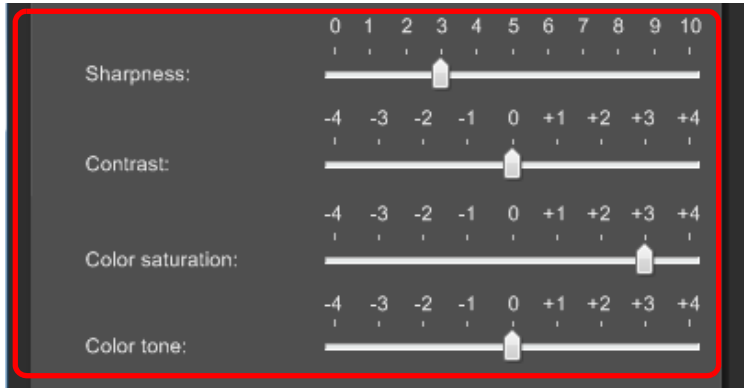 0 1 2 3 4 5 6 7 8 9 10
Sharpness:
-4 -3 -2 -1 0 +1 +2 +3 +4
Contrast:
-4 -3 -2 -1 0 +1 +2 +3 +4
Color saturation:
-4 -3 -2 -1 0 +1 +2 +3 +4
Color tone: